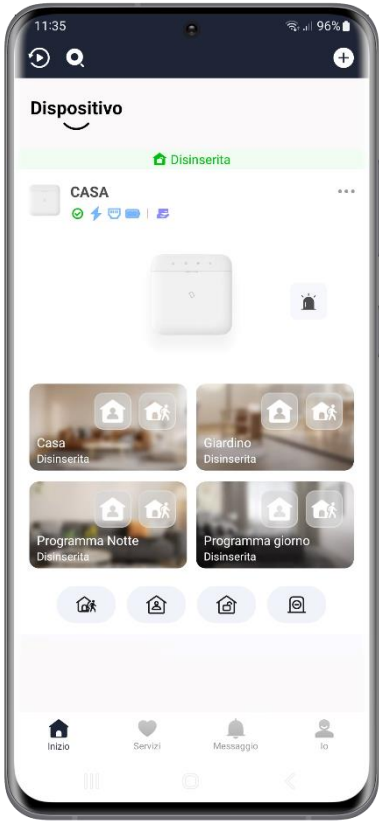 11:35
96%
Dispositivo
Disinserita
CASA
Casa
Disinserita
Giardino
Disinserita
Programma Notte
Disinserita
Programma giorno
Disinserita
Inizio
Servizi
Messaggio
Io